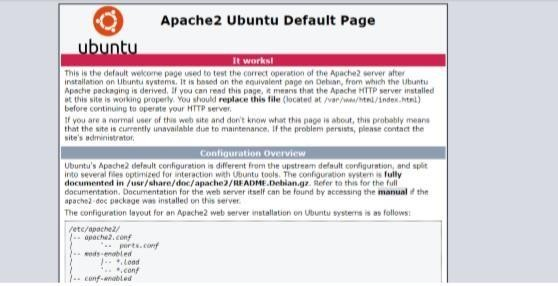 Apache2 Ubuntu Default Page
ubuntu
It works!
This is the default welcome page used to test the correct operation of the Apache2 server after
installation on Ubuntu systems. It is based on the equivalent page on Debian, from which the Ubuntu
Apache packaging is derived. If you can read this page, it means that the Apache HTTP server installed
at this site is working properly. You should replace this file (located at /var/www/html/index.html)
before continuing to operate your HTTP server.
If you are a normal user of this web site and don't know what this page is about, this probably means
that the site is currently unavailable due to maintenance. If the problem persists, please contact the
site's administrator.
Configuration Overview
Ubuntu's Apache2 default configuration is different from the upstream default configuration, and split
into several files optimized for interaction with Ubuntu tools. The configuration system is fully
documented in /usr/share/doc/apache2/README.Debian.gz. Refer to this for the full
documentation. Documentation for the web server itself can be found by accessing the manual if the
apache2-doc package was installed on this server.
The configuration layout for an Apache2 web server installation on Ubuntu systems is as follows:
/etc/apache2/
|-- apache2.conf
|       `-- ports.conf
|-- mods-enabled
|       |-- *.load
|       `-- *.conf
|-- conf-enabled